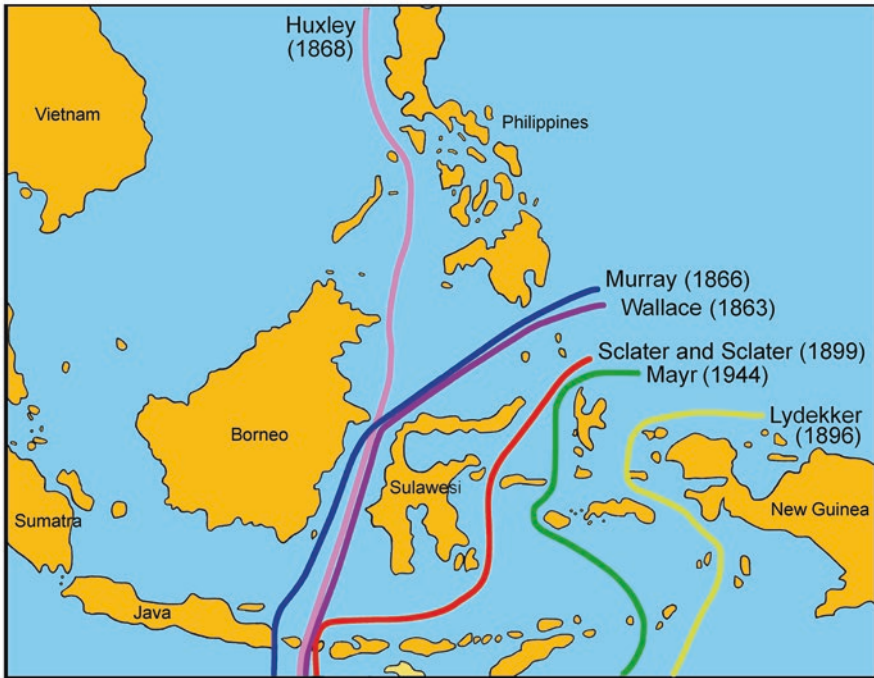 Huxley
(1868)
Vietnam
Philippines
Murray (1866)
Wallace (1863)
Sclater and Sclater (1899)
Mayr (1944)
Lydekker
(1896)
Borneo
Sulawesi
New Guinea
Sumatra
Java